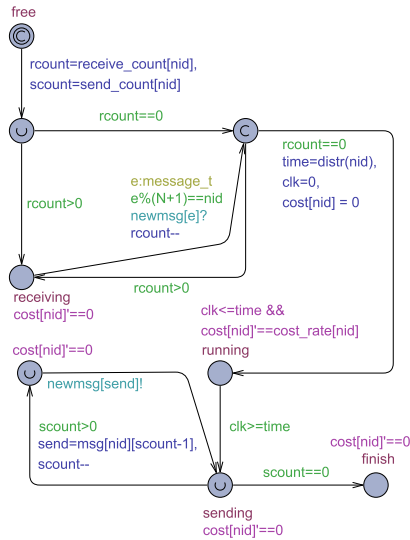 free
rcount=receive_count[nid],
scount=send_count[nid]
rcount==0
rcount==0
time=distr(nid),
clk=0,
cost[nid] = 0
e:message_t
e%(N+1)==nid
newmsg[e]?
rcount--
rcount>0
rcount>0
receiving
cost[nid]'==0
clk<=time &&
cost[nid]'==cost_rate[nid]
running
cost[nid]'==0
newmsg[send]!
scount>0
send=msg[nid][scount-1],
scount--
clk>=time
cost[nid]'==0
finish
scount==0
sending
cost[nid]'==0